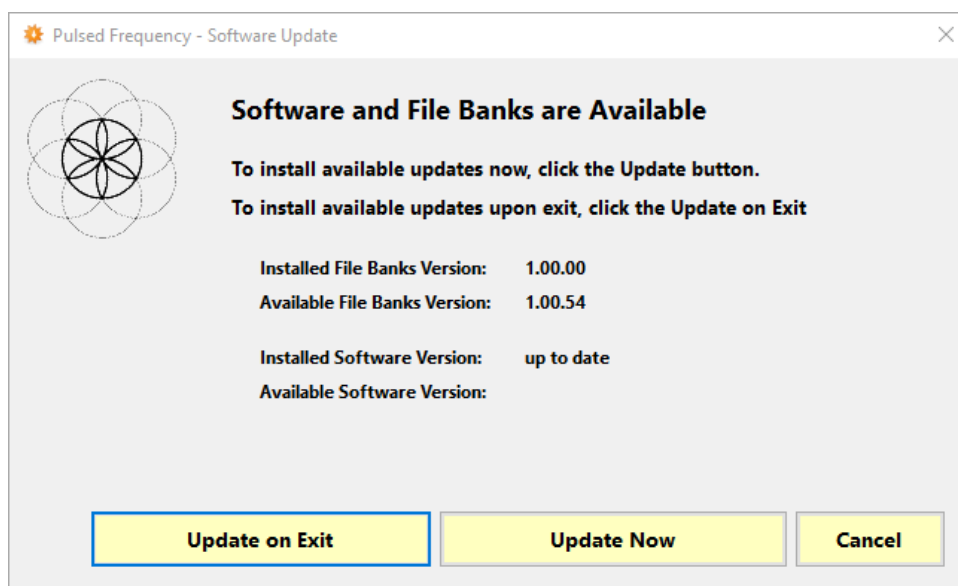 Pulsed Frequency - Software Update
Software and File Banks are Available
To install available updates now, click the Update button.
To install available updates upon exit, click the Update on Exit
Installed File Banks Version: 1.00.00
Available File Banks Version: 1.00.54
Installed Software Version: up to date
Available Software Version:
Update on Exit Update Now Cancel